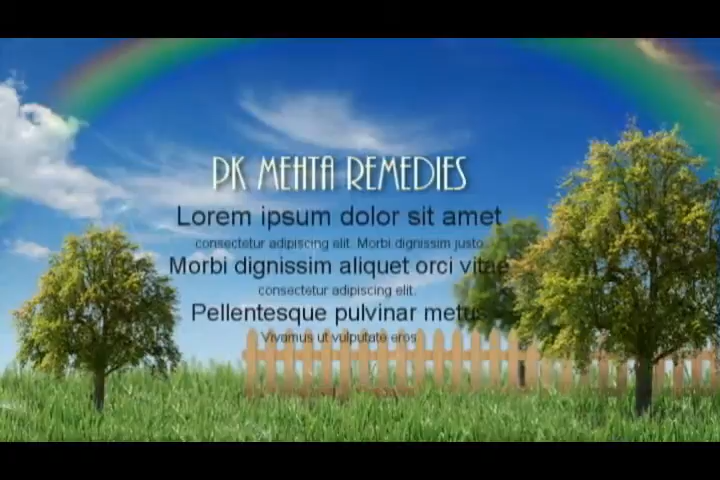 PK MEHTA REMEDIES
Lorem ipsum dolor sit amet
consectetur adipiscing elit. Morbi dignissim justo.
Morbi dignissim aliquet orci vitae
consectetur adipiscing elit.
Pellentesque pulvinar metus
Vivamus ut vulputate eros